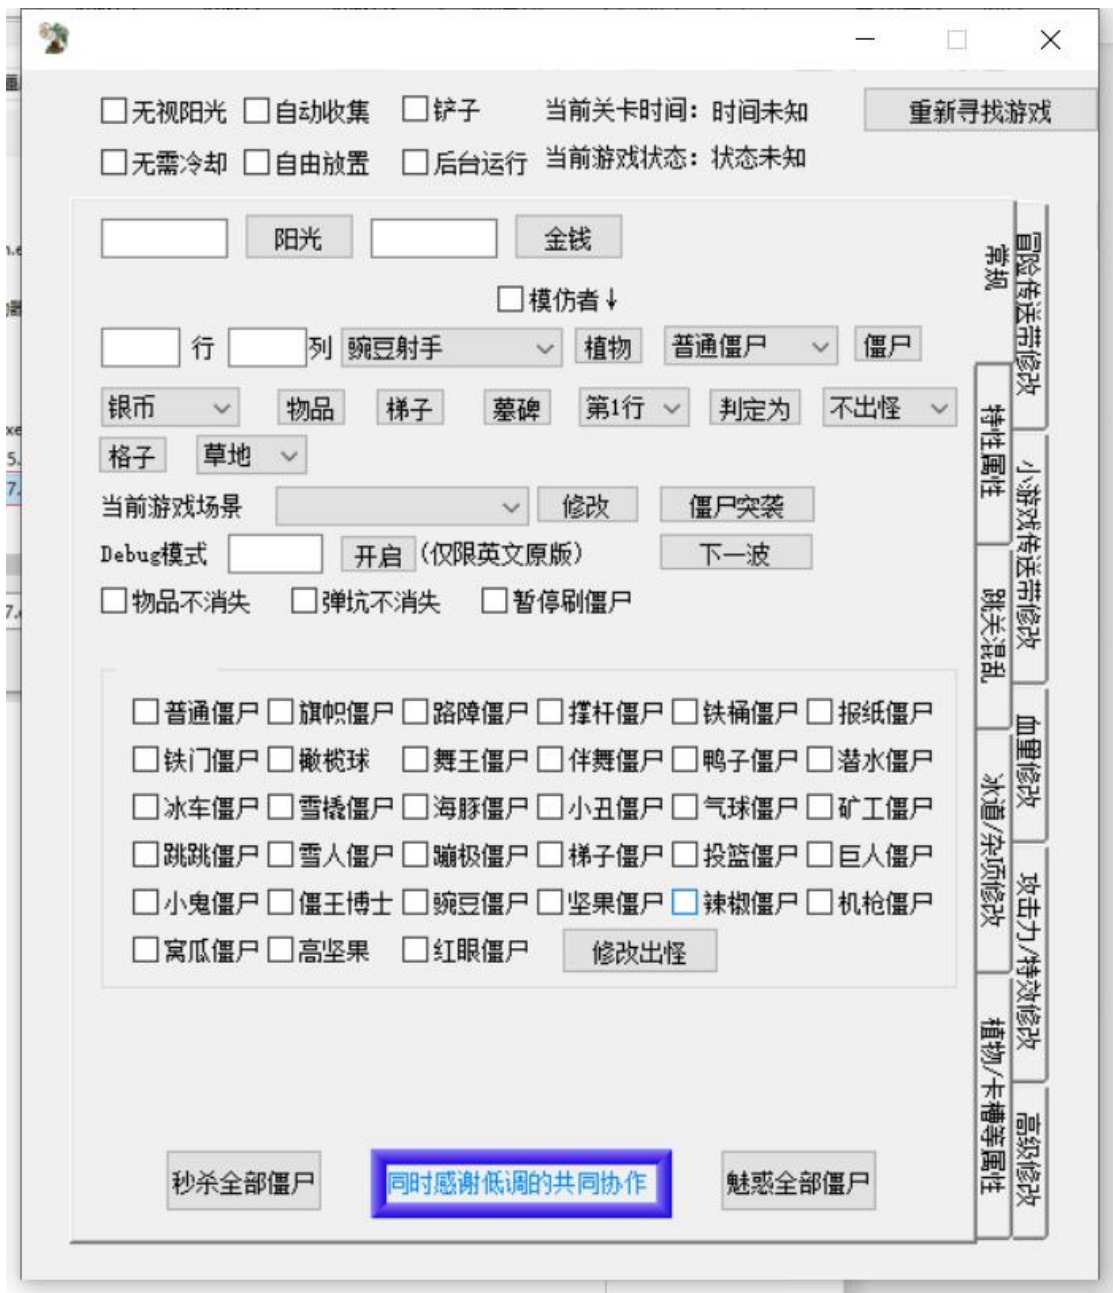 无视阳光 自动收集 铲子 当前关卡时间：时间未知 重新寻找游戏
无需冷却 自由放置 后台运行 当前游戏状态：状态未知
阳光 金钱
模仿者↓
行 列 豌豆射手 植物 普通僵尸 僵尸
银币 物品 梯子 墓碑 第1行 判定为 不出怪
格子 草地
当前游戏场景 修改 僵尸突袭
Debug模式 开启 (仅限英文原版) 下一波
物品不消失 弹坑不消失 暂停刷僵尸
普通僵尸 旗帜僵尸 路障僵尸 撑杆僵尸 铁桶僵尸 报纸僵尸
铁门僵尸 橄榄球 舞王僵尸 伴舞僵尸 鸭子僵尸 潜水僵尸
冰车僵尸 雪橇僵尸 海豚僵尸 小丑僵尸 气球僵尸 矿工僵尸
跳跳僵尸 雪人僵尸 蹦极僵尸 梯子僵尸 投篮僵尸 巨人僵尸
小鬼僵尸 僵王博士 豌豆僵尸 坚果僵尸 辣椒僵尸 机枪僵尸
窝瓜僵尸 高坚果 红眼僵尸 修改出怪
秒杀全部僵尸 同时感谢低调的共同协作 魅惑全部僵尸
常规
特性属性
跳关混乱
水道/杂项修改
植物/卡槽等属性
冒险传送带修改
小游戏传送带修改
血量修改
攻击力/特效修改
高级修改